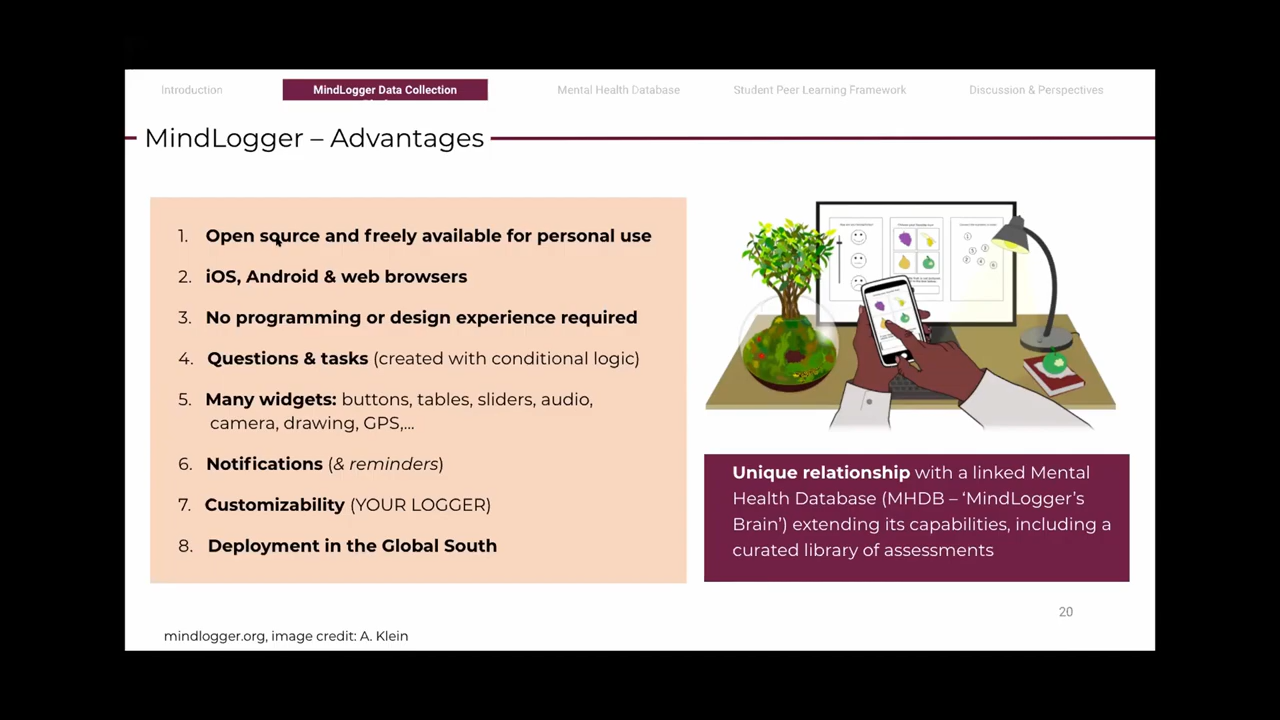 Introduction
MindLogger Data Collection
Mental Health Database
Student Peer Learning Framework
Discussion & Perspectives
MindLogger – Advantages
1. Open source and freely available for personal use
2. iOS, Android & web browsers
3. No programming or design experience required
4. Questions & tasks (created with conditional logic)
5. Many widgets: buttons, tables, sliders, audio,
camera, drawing, GPS,...
6. Notifications (& reminders)
7. Customizability (YOUR LOGGER)
8. Deployment in the Global South
Unique relationship with a linked Mental
Health Database (MHDB – ‘MindLogger’s
Brain’) extending its capabilities, including a
curated library of assessments
20
mindlogger.org, image credit: A. Klein